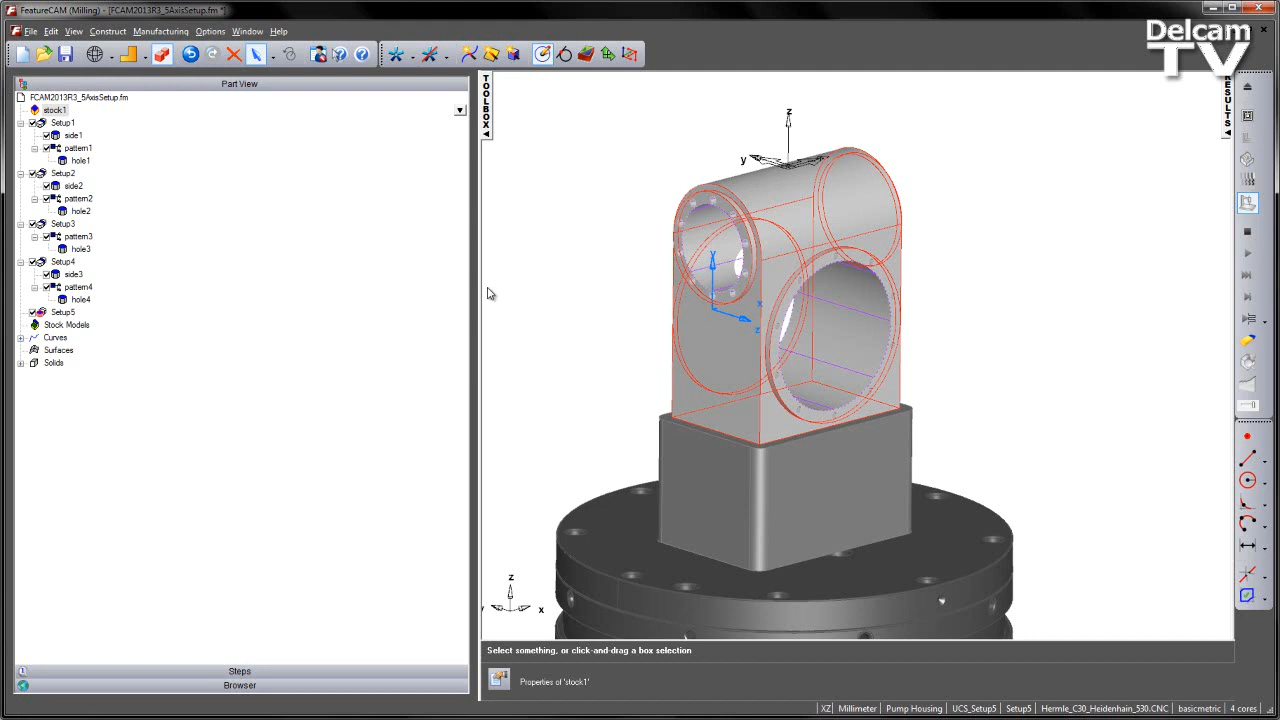 FeatureCAM (Milling) - [FCAM2013R3_5AxisSetup.fm *]
File Edit View Construct Manufacturing Options Window Help
Delcam
TV
Part View
FCAM2013R3_5AxisSetup.fm
stock1
Setup1
side1
pattern1
hole1
Setup2
side2
pattern2
hole2
Setup3
pattern3
hole3
Setup4
side3
pattern4
hole4
Setup5
Stock Models
Curves
Surfaces
Solids
TOOLBOX
RESULTS
z
y
y
x
z
z
x
Select something, or click-and-drag a box selection
Properties of 'stock1'
Steps
Browser
XZ Millimeter Pump Housing UCS_Setup5 Setup5 Hermle_C30_Heidenhain_530.CNC basicmetric 4 cores